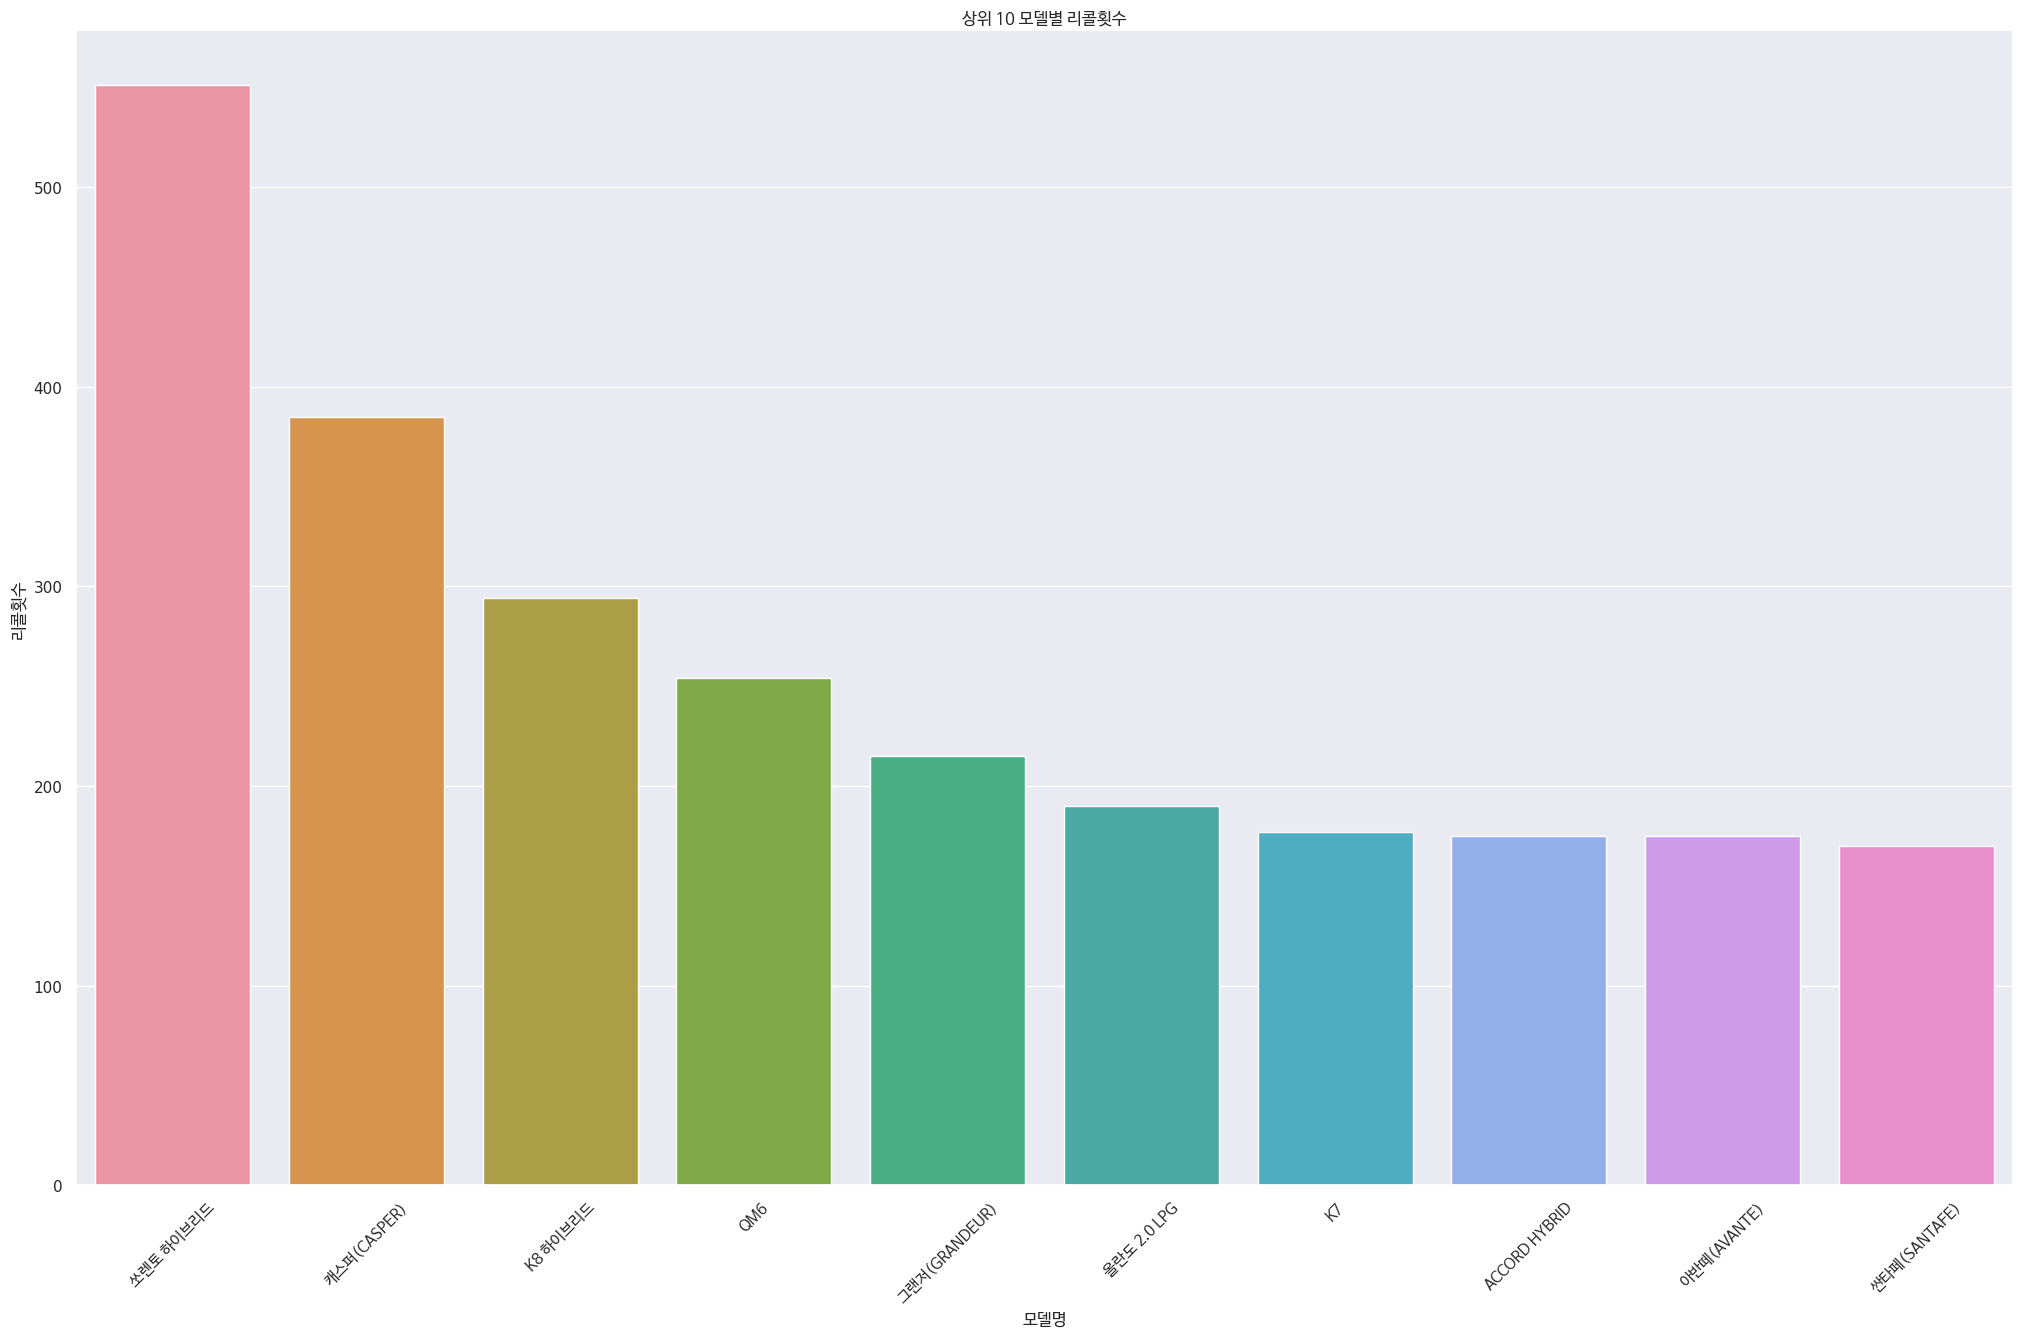 상위 10 모델별 리콜횟수
500
400
300
200
100
0
리콜횟수
쏘렌토 하이브리드
캐스퍼(CASPER)
K8 하이브리드
QM6
그랜저(GRANDEUR)
올란도 2.0 LPG
K7
ACCORD HYBRID
아반떼(AVANTE)
싼타페(SANTAFE)
모델명